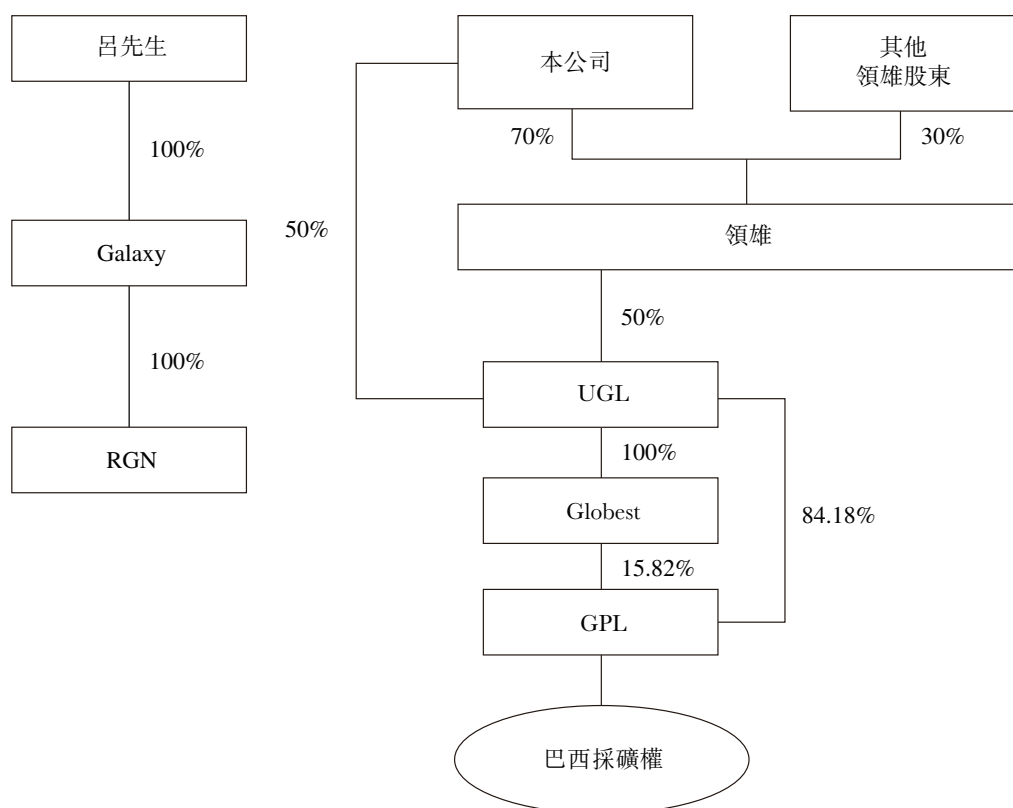 呂先生
100%
Galaxy
100%
RGN
本公司
其他
領雄股東
70%
30%
50%
領雄
50%
UGL
100%
Globest
84.18%
15.82%
GPL
巴西採礦權